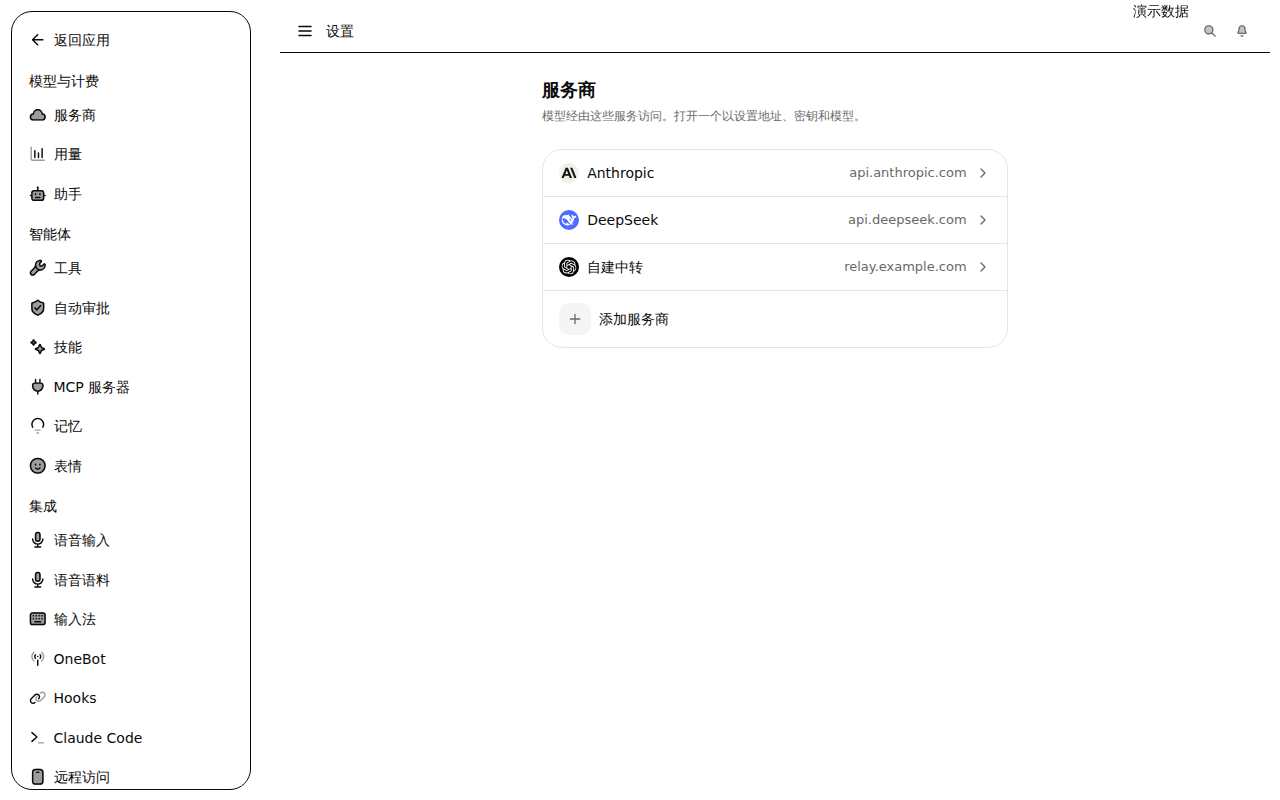 返回应用
模型与计费
服务商
用量
助手
智能体
工具
自动审批
技能
MCP 服务器
记忆
表情
集成
语音输入
语音语料
输入法
OneBot
Hooks
Claude Code
远程访问
设置
演示数据
服务商
模型经由这些服务访问。打开一个以设置地址、密钥和模型。
Anthropic api.anthropic.com
DeepSeek api.deepseek.com
自建中转 relay.example.com
添加服务商